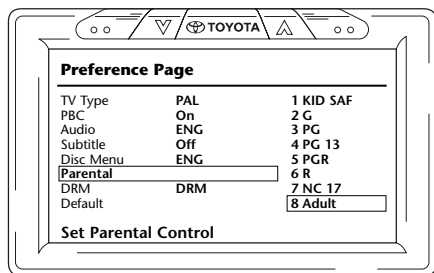 TOYOTA
Preference Page
TV Type PAL 1 KID SAF
PBC On 2 G
Audio ENG 3 PG
Subtitle Off 4 PG 13
Disc Menu ENG 5 PGR
Parental 6 R
DRM DRM 7 NC 17
Default 8 Adult
Set Parental Control